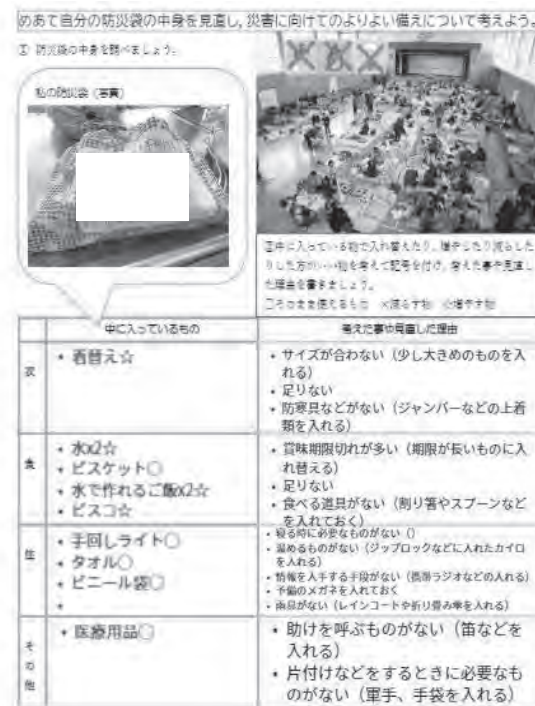 めあて自分の防災袋の中身を見直し,災害に向けてのよりよい備えについて考えよう。
① 防災袋の中身を調べましょう。
私の防災袋（写真）
②中に入っている物で入れ替えたり、増やしたり減らした
りした方がいい物を考えて記号を付け、考えた事や見直し
た理由を書きましょう。
○そのまま使えるもの ×減らす物 ☆増やす物
中に入っているもの
考えた事や見直した理由
衣
• 着替え☆
• サイズが合わない（少し大きめのものを入
れる）
• 足りない
• 防寒具などがない（ジャンバーなどの上着
類を入れる）
食
• 水x2☆
• ビスケット○
• 水で作れるご飯x2☆
• ビスコ☆
• 賞味期限切れが多い（期限が長いものに入
れ替える）
• 足りない
• 食べる道具がない（割り箸やスプーンなど
を入れておく）
住
• 手回しライト○
• タオル○
• ビニール袋○
•
• 寝る時に必要なものがない（）
• 温めるものがない（ジップロックなどに入れたカイロ
を入れる）
• 情報を入手する手段がない（携帯ラジオなどの入れる）
• 予備のメガネを入れておく
• 雨具がない（レインコートや折り畳み傘を入れる）
その他
• 医療用品○
• 助けを呼ぶものがない（笛などを
入れる）
• 片付けなどをするときに必要なも
のがない（軍手、手袋を入れる）